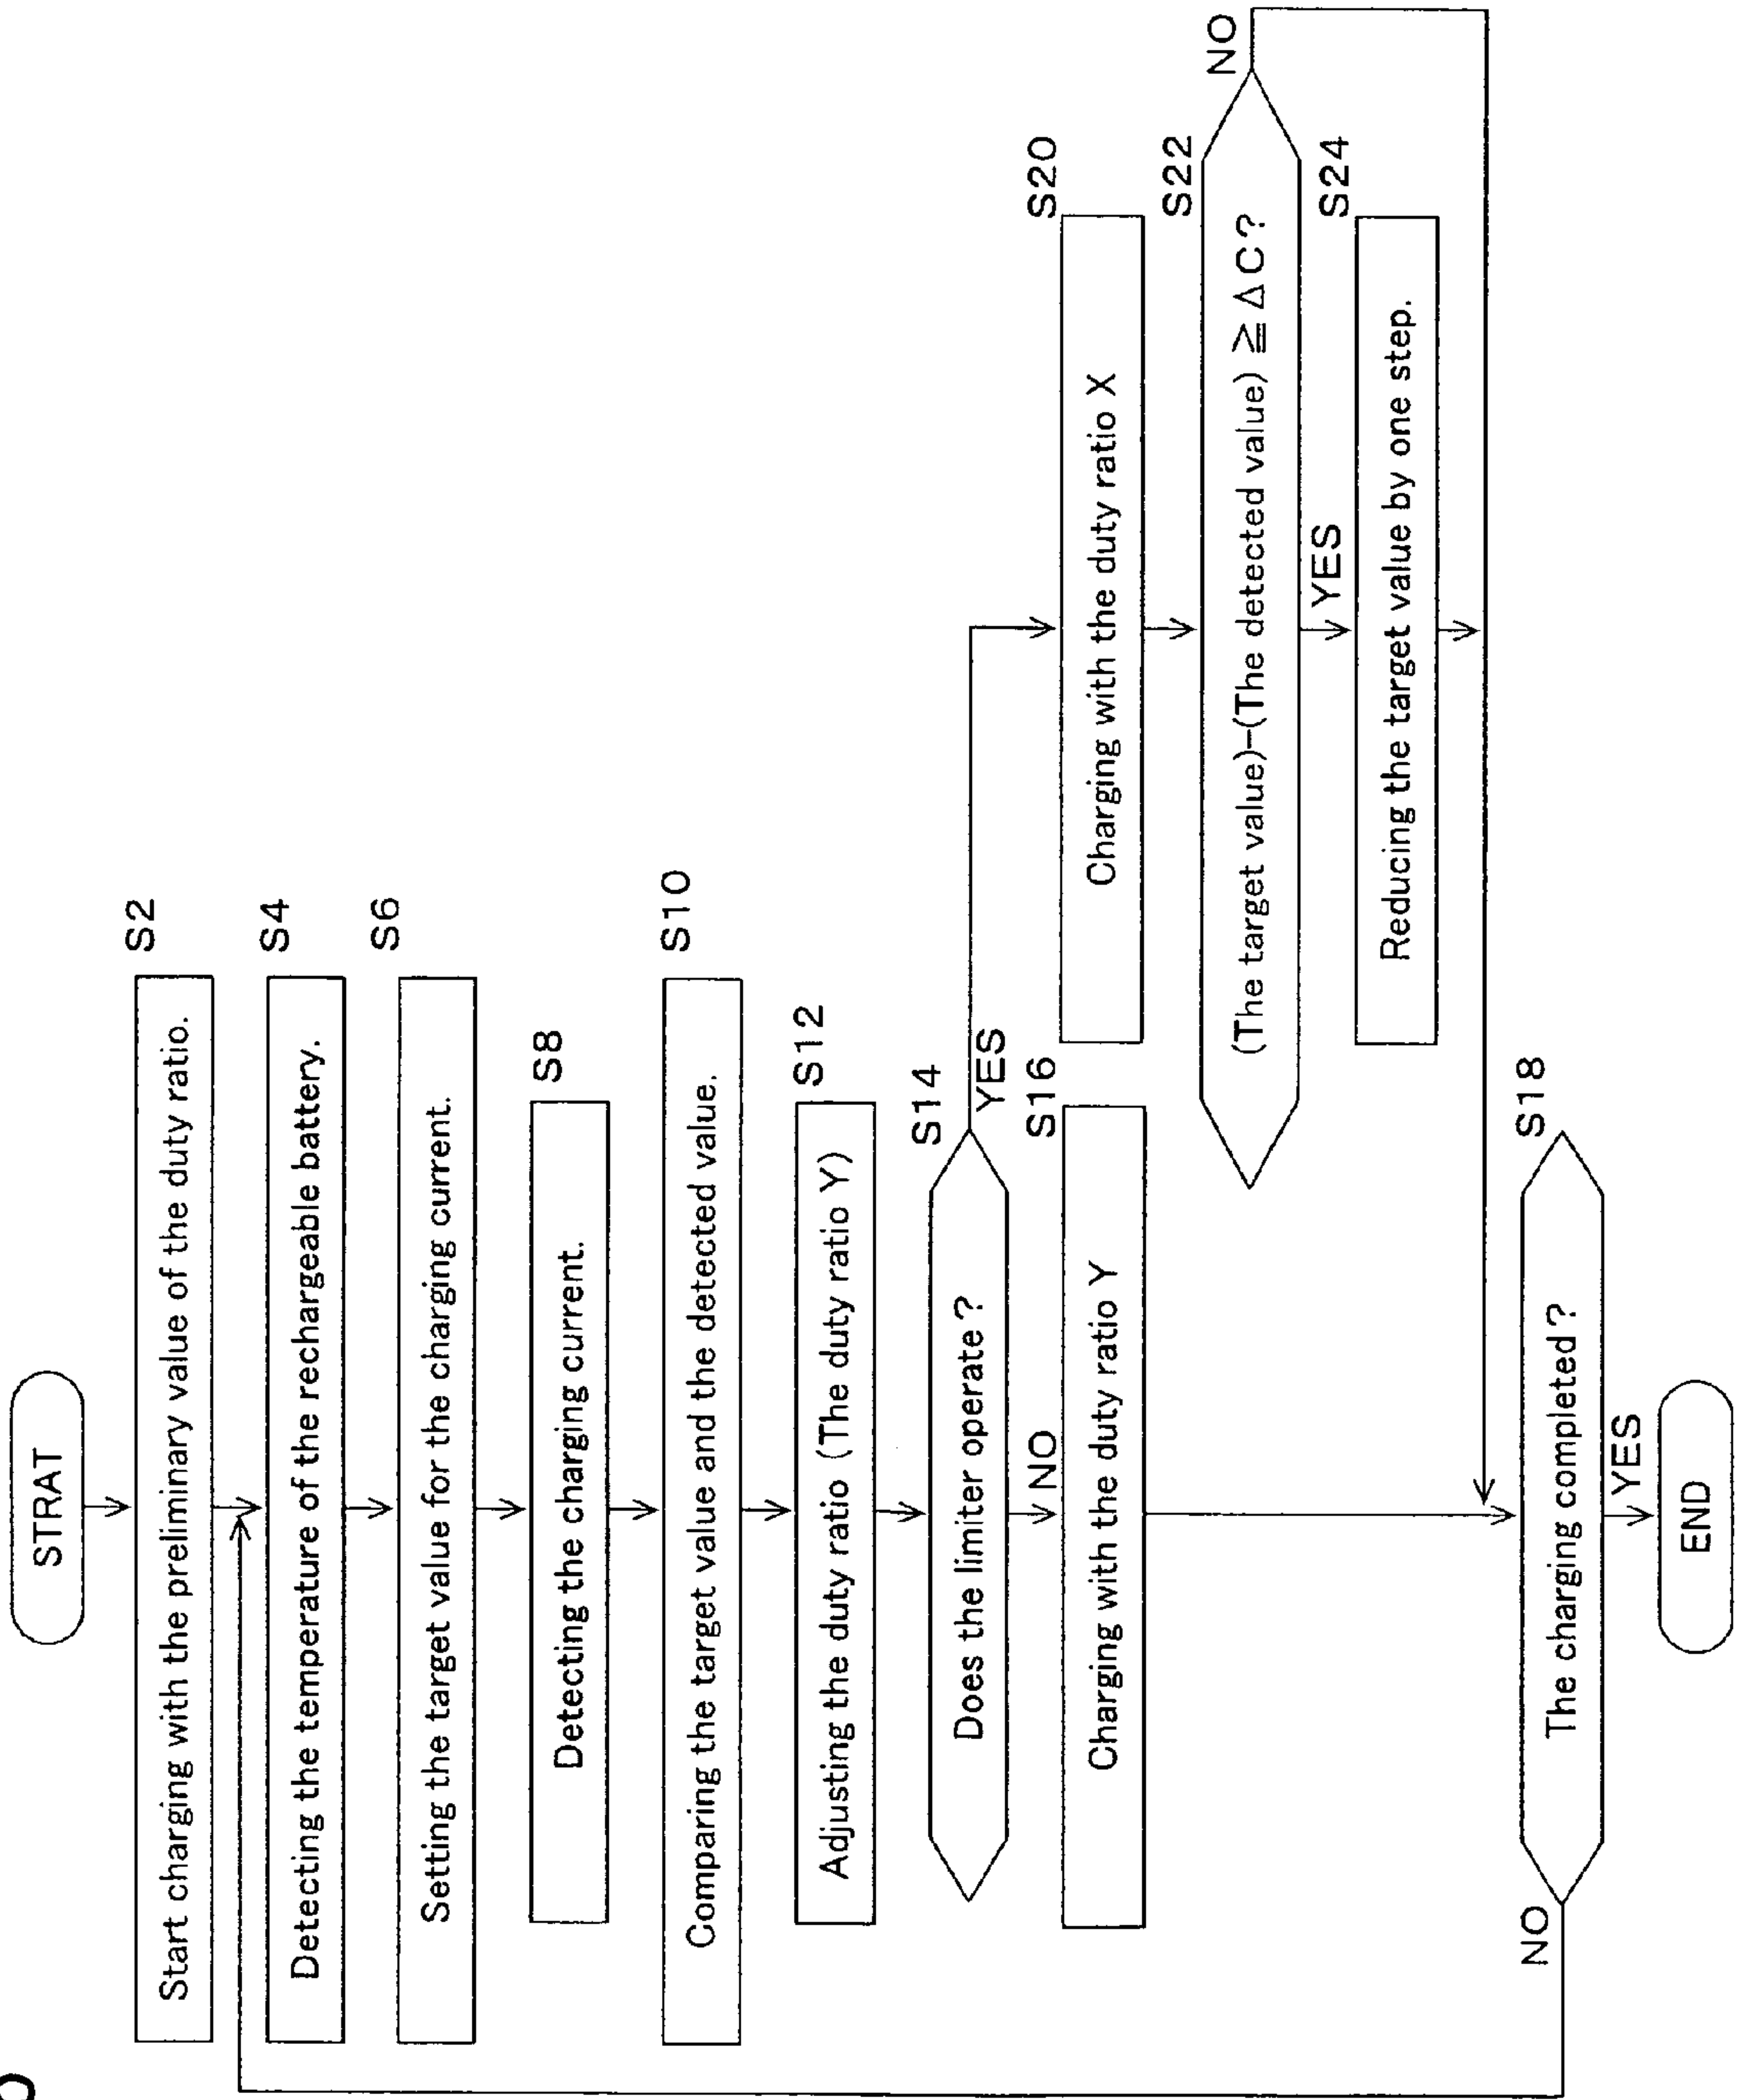 STRAT
S2
Start charging with the preliminary value of the duty ratio.
S4
Detecting the temperature of the rechargeable battery.
S6
Setting the target value for the charging current.
S8
Detecting the charging current.
S10
Comparing the target value and the detected value.
S12
Adjusting the duty ratio (The duty ratio Y)
S14
Does the limiter operate?
YES
NO
S16
Charging with the duty ratio Y
S20
Charging with the duty ratio X
S22
(The target value)-(The detected value) ≧ Δ C?
NO
YES
S24
Reducing the target value by one step.
S18
The charging completed?
NO
YES
END